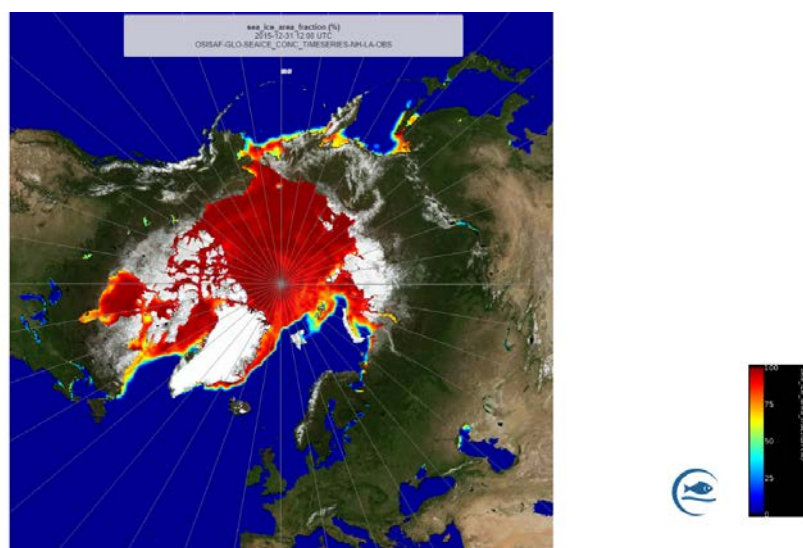 sea_ice_area_fraction (%)
2015-12-31 12:00 UTC
OSISAF-GLO-SEAICE_CONC_TIMESERIES-NH-LA-OBS
100
75
50
25
0